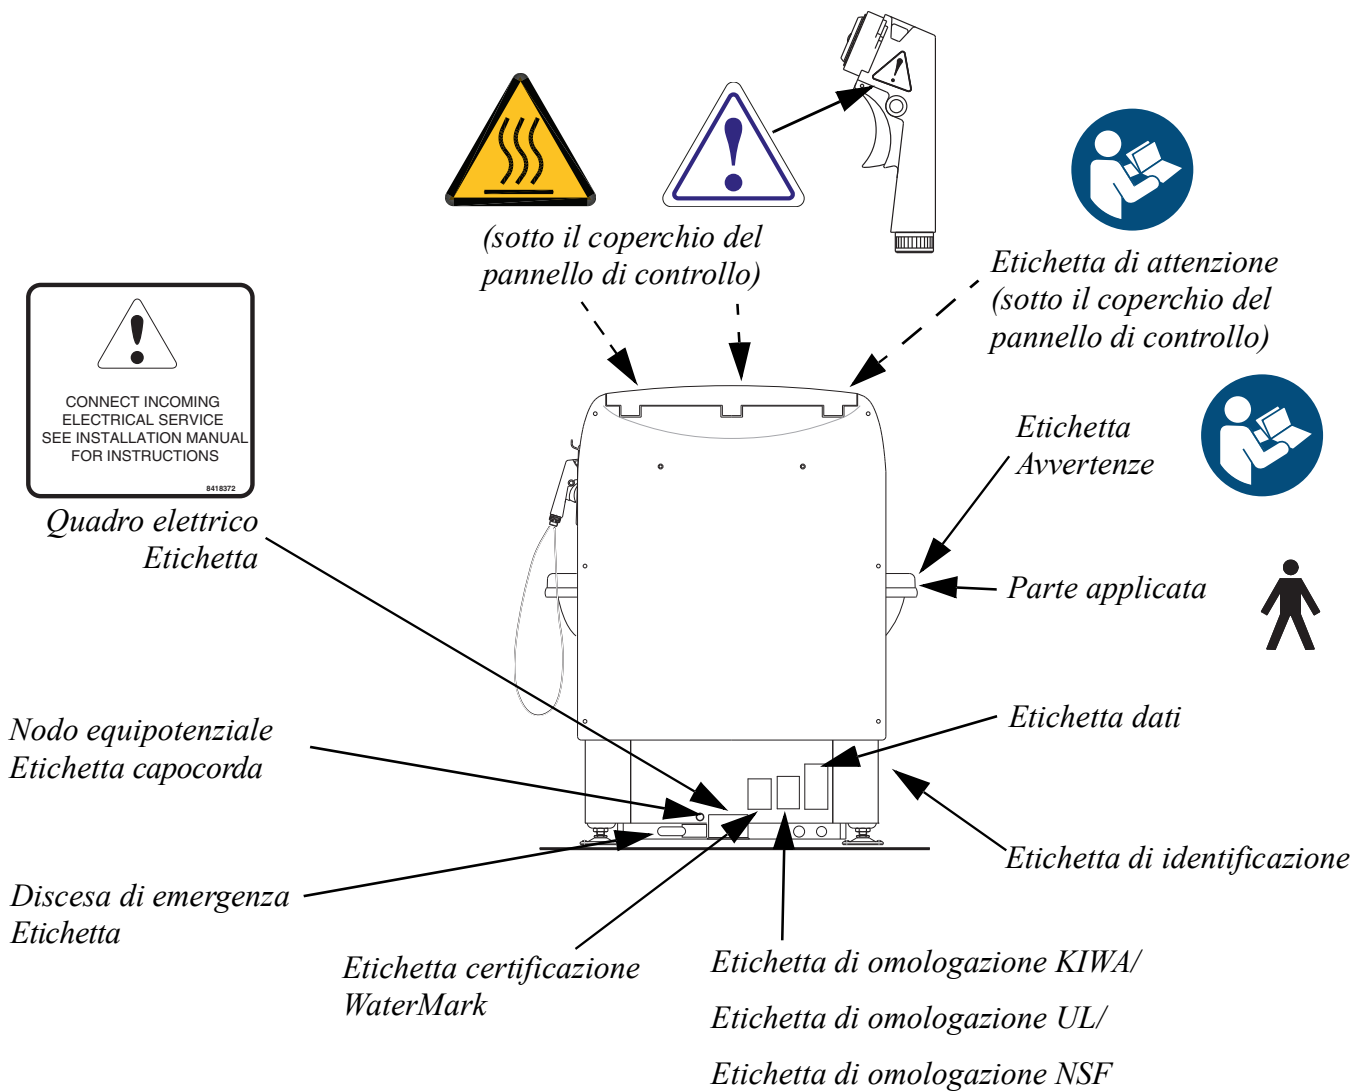 (sotto il coperchio del
pannello di controllo)
Etichetta di attenzione
(sotto il coperchio del
pannello di controllo)
CONNECT INCOMING
ELECTRICAL SERVICE
SEE INSTALLATION MANUAL
FOR INSTRUCTIONS
8418372
Quadro elettrico
Etichetta
Etichetta
Avvertenze
Parte applicata
Nodo equipotenziale
Etichetta capocorda
Etichetta dati
Discesa di emergenza
Etichetta
Etichetta di identificazione
Etichetta certificazione
WaterMark
Etichetta di omologazione KIWA/
Etichetta di omologazione UL/
Etichetta di omologazione NSF